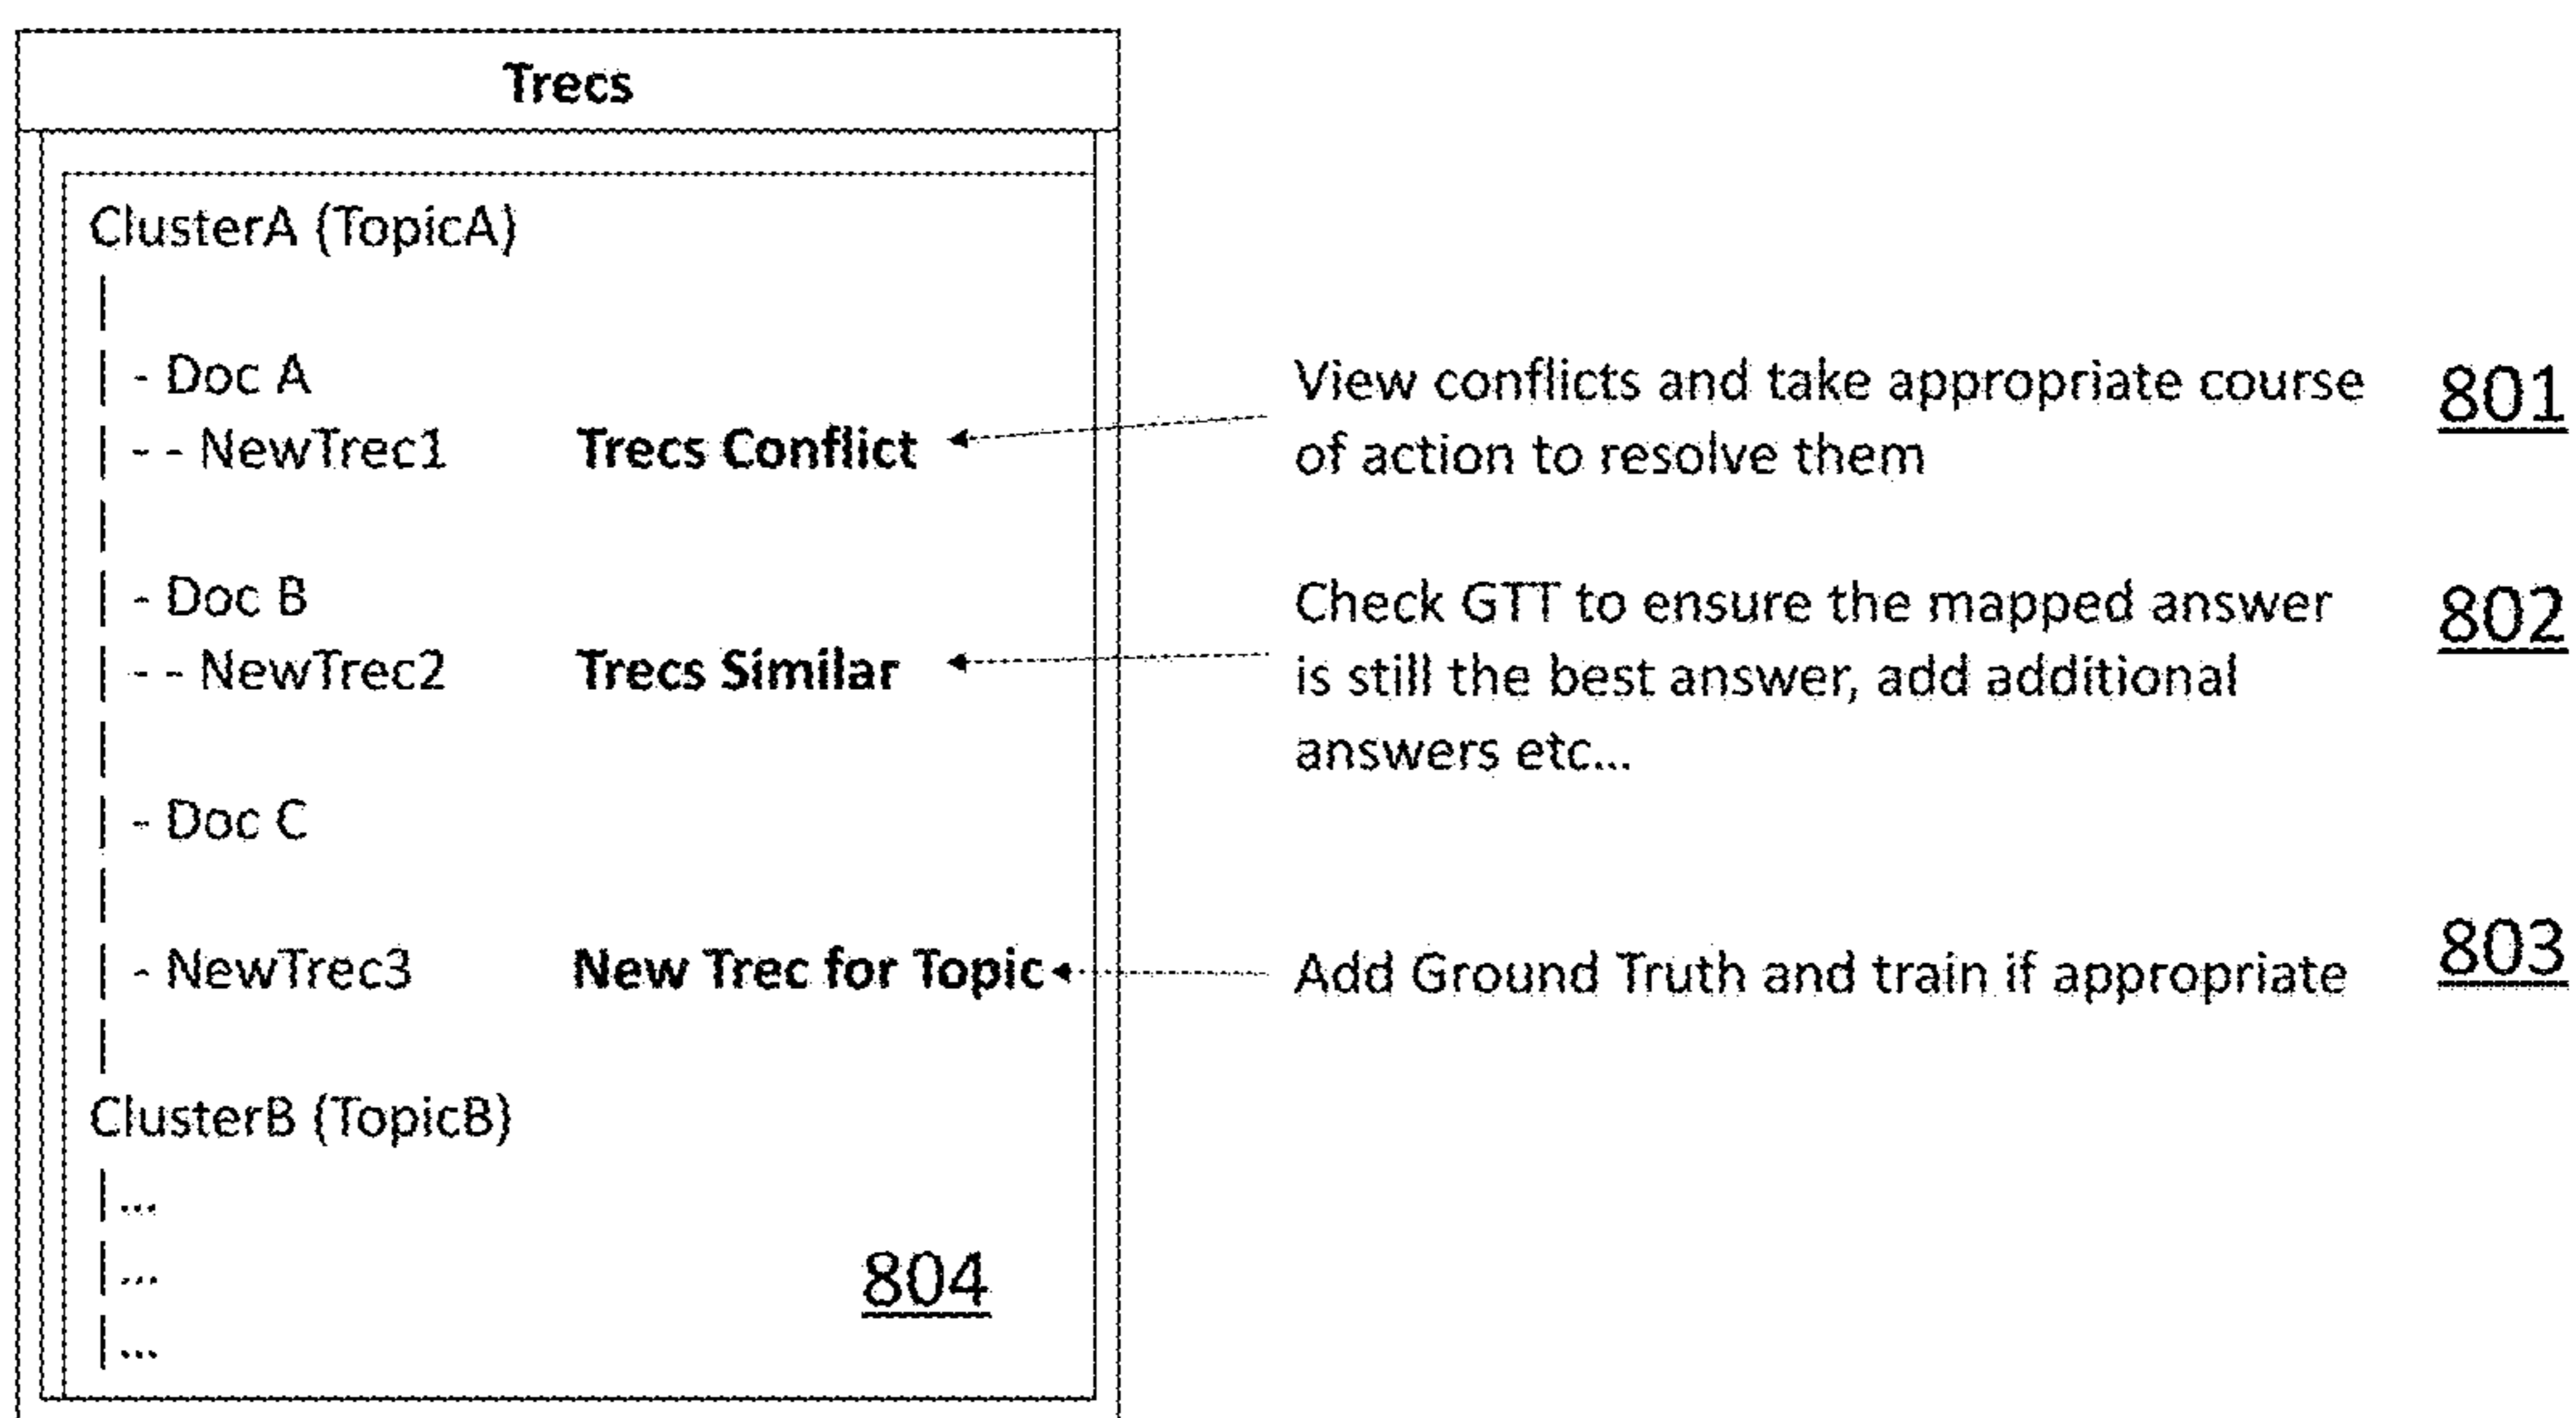 Trecs
ClusterA (TopicA)
|
| - Doc A
| - - NewTrec1 Trecs Conflict
|
| - Doc B
| - - NewTrec2 Trecs Similar
|
| - Doc C
|
| - NewTrec3 New Trec for Topic
|
ClusterB (TopicB)
| ...
| ...
| ...
804
View conflicts and take appropriate course
of action to resolve them
801
Check GTT to ensure the mapped answer
is still the best answer, add additional
answers etc...
802
Add Ground Truth and train if appropriate
803